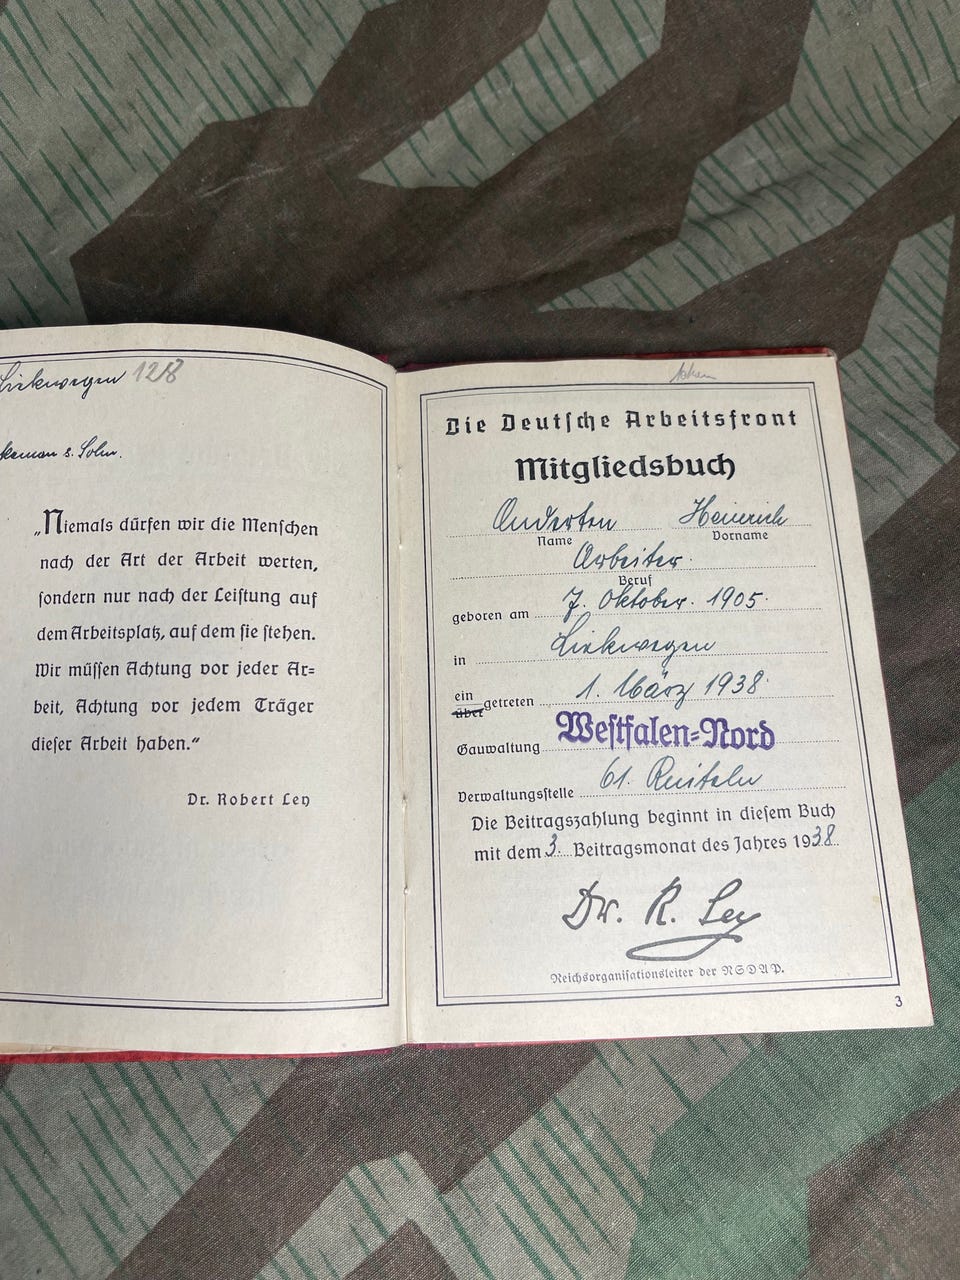 Liekwegen 128
s. Sohn.
„Niemals dürfen wir die Menschen
nach der Art der Arbeit werten,
sondern nur nach der Leistung auf
dem Arbeitsplatz, auf dem sie stehen.
Wir müssen Achtung vor jeder Ar=
beit, Achtung vor jedem Träger
dieser Arbeit haben.“
Dr. Robert Ley
Die Deutsche Arbeitsfront
Mitgliedsbuch
Anderten Heinrich
Name Vorname
Arbeiter.
Beruf
geboren am 7. Oktober. 1905.
in Liekwegen
ein
über getreten 1. März 1938.
Gauwaltung Westfalen=Nord
Verwaltungsstelle 61.
Die Beitragszahlung beginnt in diesem Buch
mit dem 3. Beitragsmonat des Jahres 1938.
Dr. R. Ley
Reichsorganisationsleiter der NSDAP.
3